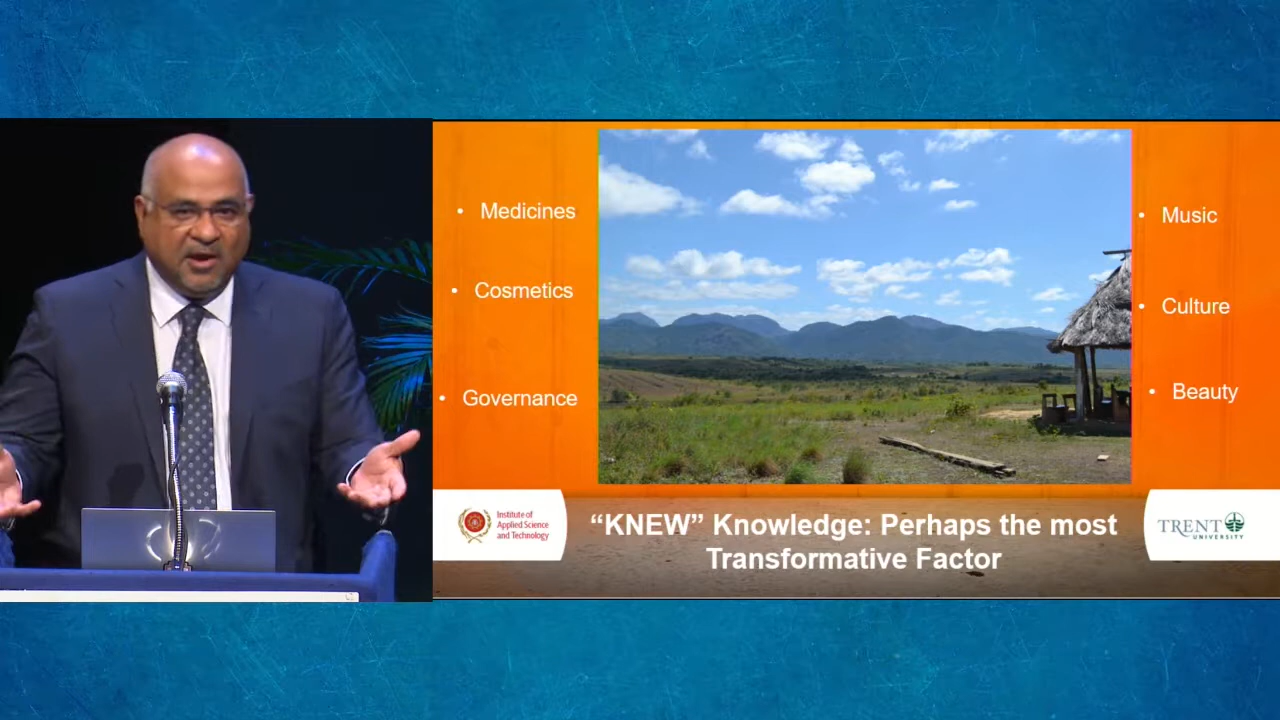 • Medicines
• Cosmetics
• Governance
• Music
• Culture
• Beauty
Institute of
Applied Science
and Technology
“KNEW” Knowledge: Perhaps the most
Transformative Factor
TRENT
UNIVERSITY